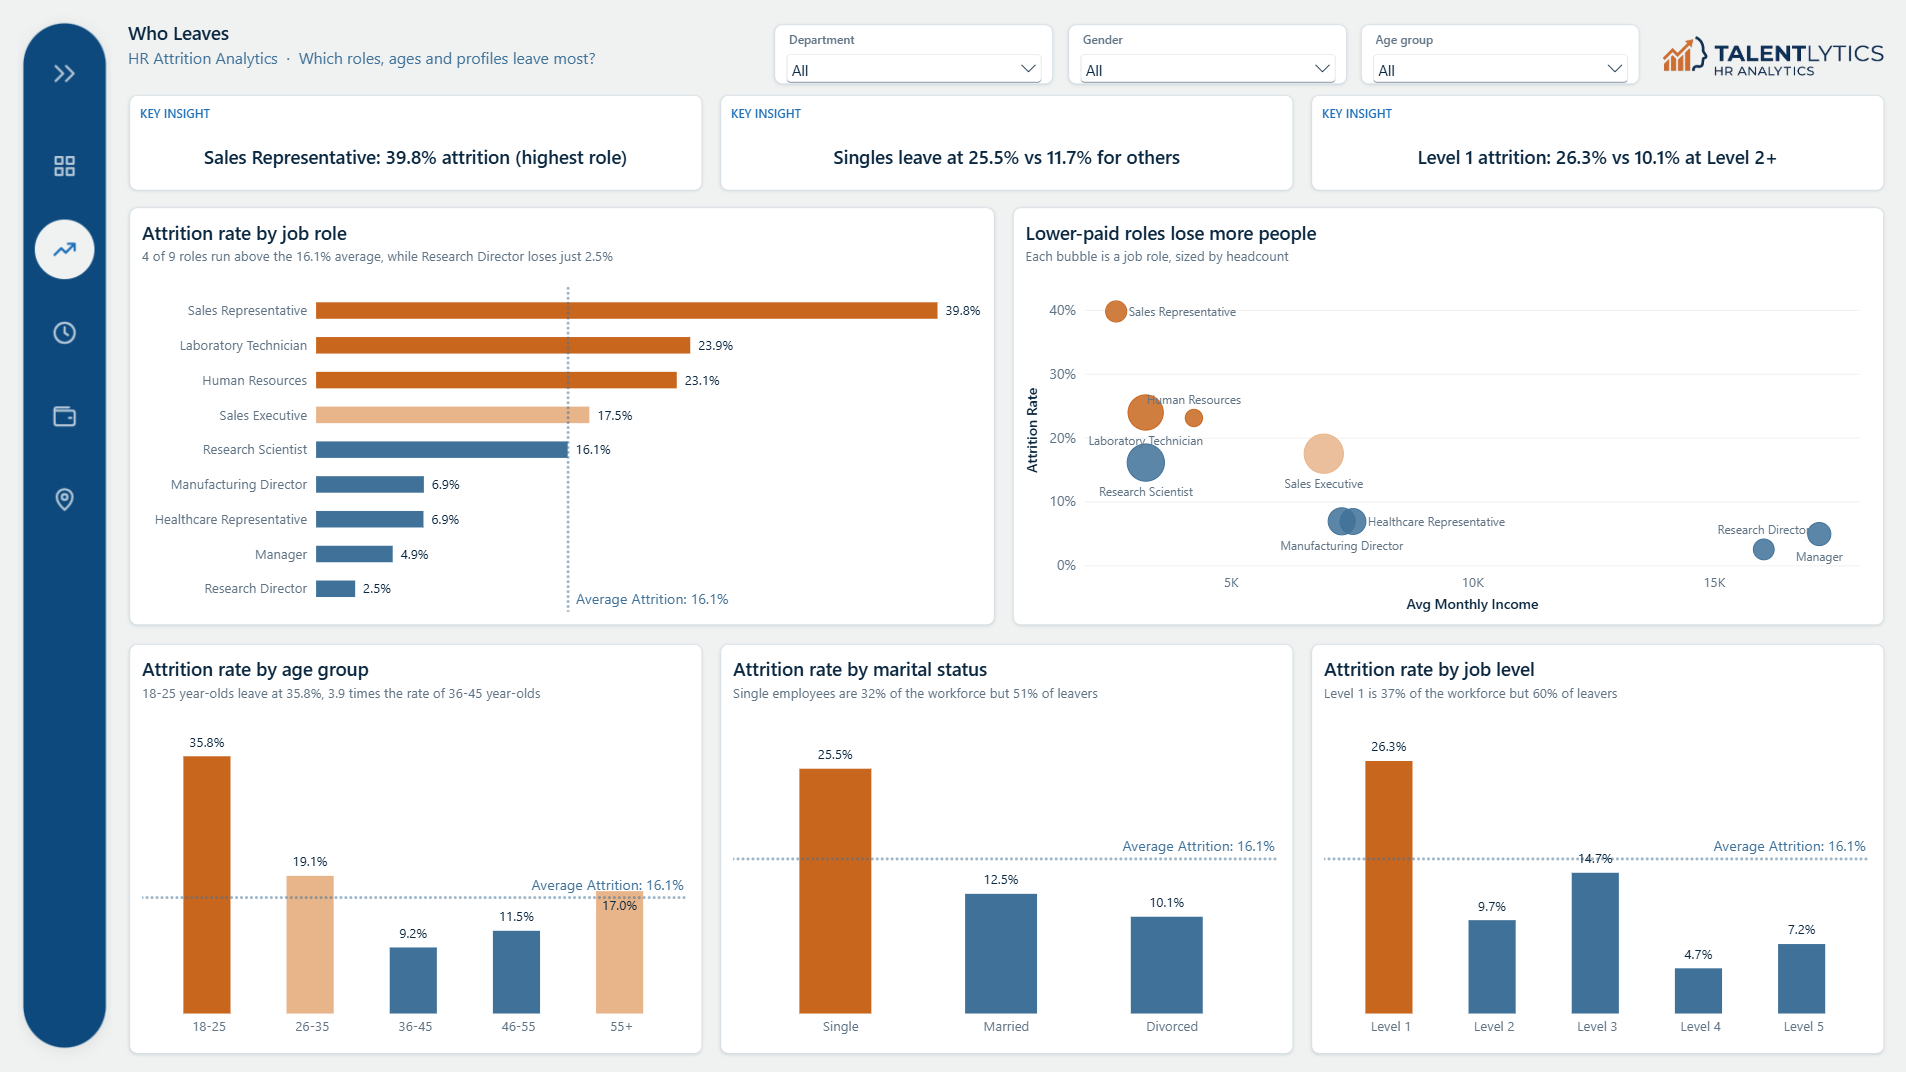 Who Leaves
HR Attrition Analytics · Which roles, ages and profiles leave most?
Department
All
Gender
All
Age group
All
TALENTLYTICS
HR ANALYTICS
KEY INSIGHT
Sales Representative: 39.8% attrition (highest role)
KEY INSIGHT
Singles leave at 25.5% vs 11.7% for others
KEY INSIGHT
Level 1 attrition: 26.3% vs 10.1% at Level 2+
Attrition rate by job role
4 of 9 roles run above the 16.1% average, while Research Director loses just 2.5%
Sales Representative 39.8%
Laboratory Technician 23.9%
Human Resources 23.1%
Sales Executive 17.5%
Research Scientist 16.1%
Manufacturing Director 6.9%
Healthcare Representative 6.9%
Manager 4.9%
Research Director 2.5%
Average Attrition: 16.1%
Lower-paid roles lose more people
Each bubble is a job role, sized by headcount
Attrition Rate
40%
30%
20%
10%
0%
Sales Representative
Human Resources
Laboratory Technician
Research Scientist
Sales Executive
Healthcare Representative
Manufacturing Director
Research Director
Manager
5K 10K 15K
Avg Monthly Income
Attrition rate by age group
18-25 year-olds leave at 35.8%, 3.9 times the rate of 36-45 year-olds
35.8%
19.1%
9.2%
11.5%
17.0%
Average Attrition: 16.1%
18-25 26-35 36-45 46-55 55+
Attrition rate by marital status
Single employees are 32% of the workforce but 51% of leavers
25.5%
12.5%
10.1%
Average Attrition: 16.1%
Single Married Divorced
Attrition rate by job level
Level 1 is 37% of the workforce but 60% of leavers
26.3%
9.7%
14.7%
4.7%
7.2%
Average Attrition: 16.1%
Level 1 Level 2 Level 3 Level 4 Level 5